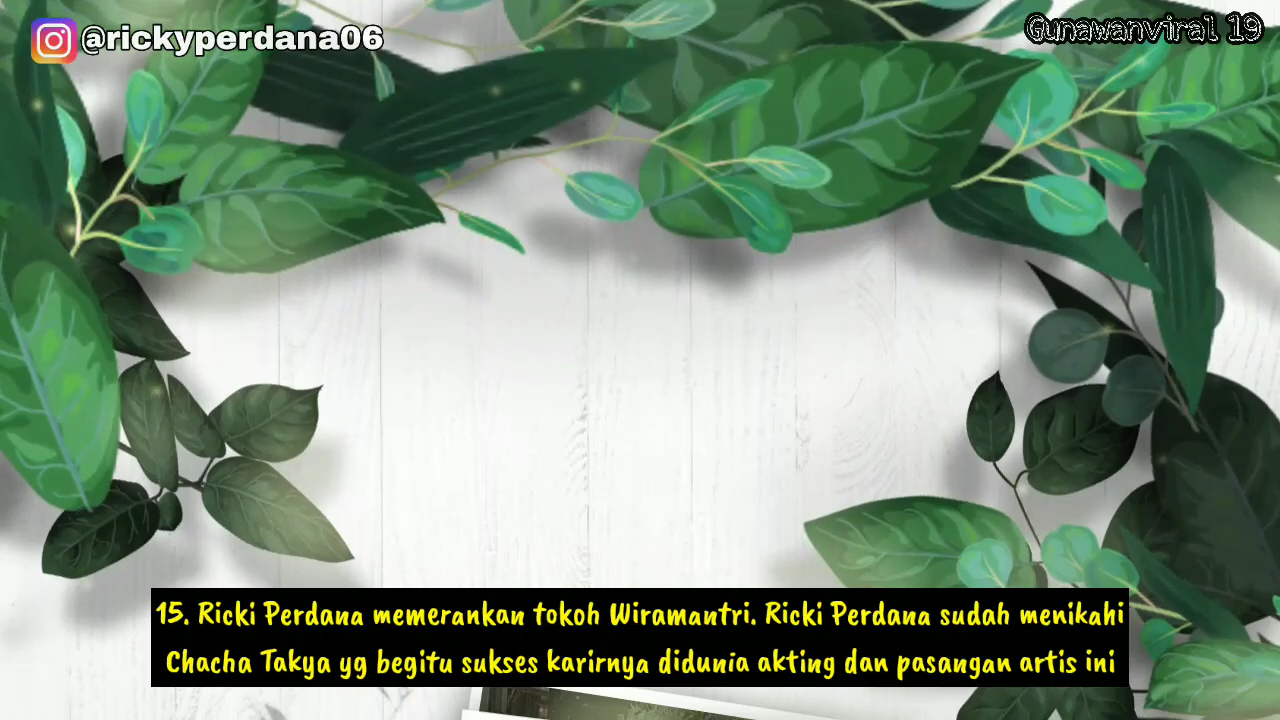 @rickyperdana06
Gunawanviral 19
15. Ricki Perdana memerankan tokoh Wiramantri. Ricki Perdana sudah menikahi
Chacha Takya yg begitu sukses karirnya didunia akting dan pasangan artis ini